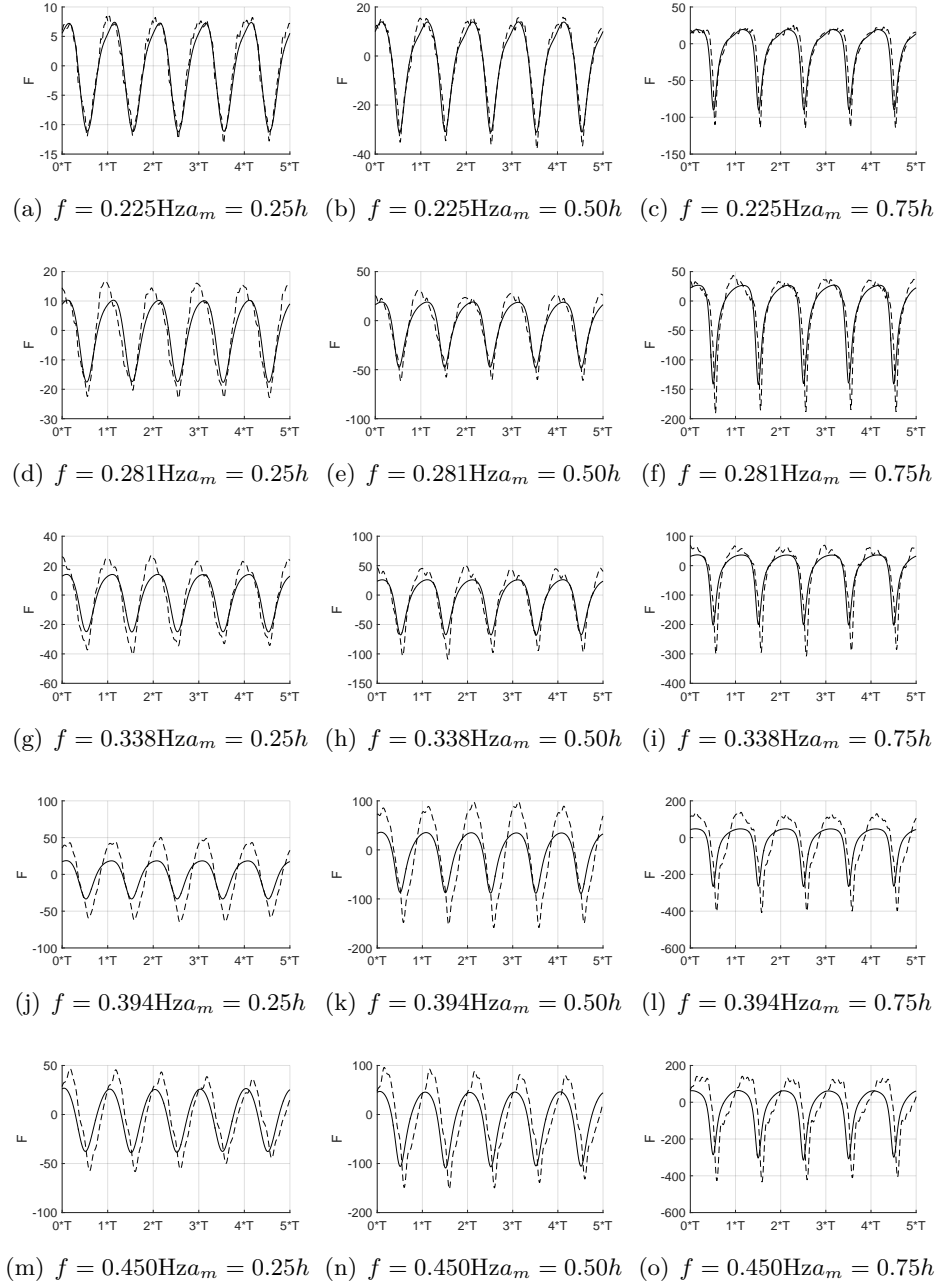 10
5
0
-5
-10
-15
F
0*T 1*T 2*T 3*T 4*T 5*T
20
0
-20
-40
F
0*T 1*T 2*T 3*T 4*T 5*T
50
0
-50
-100
-150
F
0*T 1*T 2*T 3*T 4*T 5*T
(a) f = 0.225Hza_m = 0.25h (b) f = 0.225Hza_m = 0.50h (c) f = 0.225Hza_m = 0.75h
20
10
0
-10
-20
-30
F
0*T 1*T 2*T 3*T 4*T 5*T
50
0
-50
-100
F
0*T 1*T 2*T 3*T 4*T 5*T
50
0
-50
-100
-150
-200
F
0*T 1*T 2*T 3*T 4*T 5*T
(d) f = 0.281Hza_m = 0.25h (e) f = 0.281Hza_m = 0.50h (f) f = 0.281Hza_m = 0.75h
40
20
0
-20
-40
-60
F
0*T 1*T 2*T 3*T 4*T 5*T
100
50
0
-50
-100
-150
F
0*T 1*T 2*T 3*T 4*T 5*T
100
0
-100
-200
-300
-400
F
0*T 1*T 2*T 3*T 4*T 5*T
(g) f = 0.338Hza_m = 0.25h (h) f = 0.338Hza_m = 0.50h (i) f = 0.338Hza_m = 0.75h
100
50
0
-50
-100
F
0*T 1*T 2*T 3*T 4*T 5*T
100
0
-100
-200
F
0*T 1*T 2*T 3*T 4*T 5*T
200
0
-200
-400
-600
F
0*T 1*T 2*T 3*T 4*T 5*T
(j) f = 0.394Hza_m = 0.25h (k) f = 0.394Hza_m = 0.50h (l) f = 0.394Hza_m = 0.75h
50
0
-50
-100
F
0*T 1*T 2*T 3*T 4*T 5*T
100
0
-100
-200
F
0*T 1*T 2*T 3*T 4*T 5*T
200
0
-200
-400
-600
F
0*T 1*T 2*T 3*T 4*T 5*T
(m) f = 0.450Hza_m = 0.25h (n) f = 0.450Hza_m = 0.50h (o) f = 0.450Hza_m = 0.75h